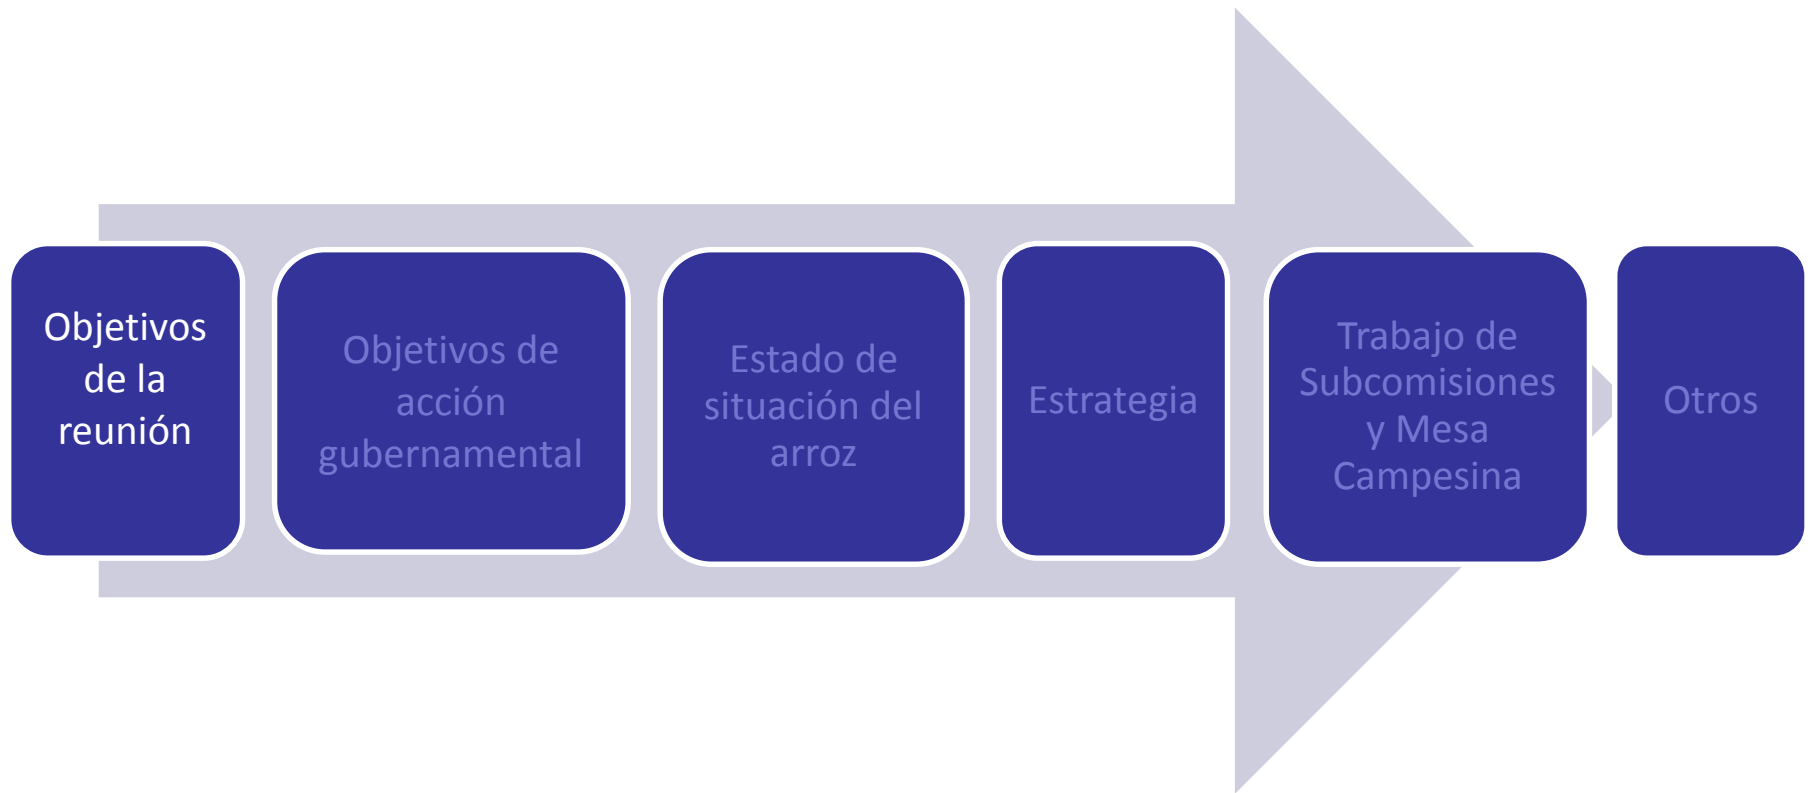 Objetivos
de la
reunión
Objetivos de
acción
gubernamental
Estado de
situación del
arroz
Estrategia
Trabajo de
Subcomisiones
y Mesa
Campesina
Otros